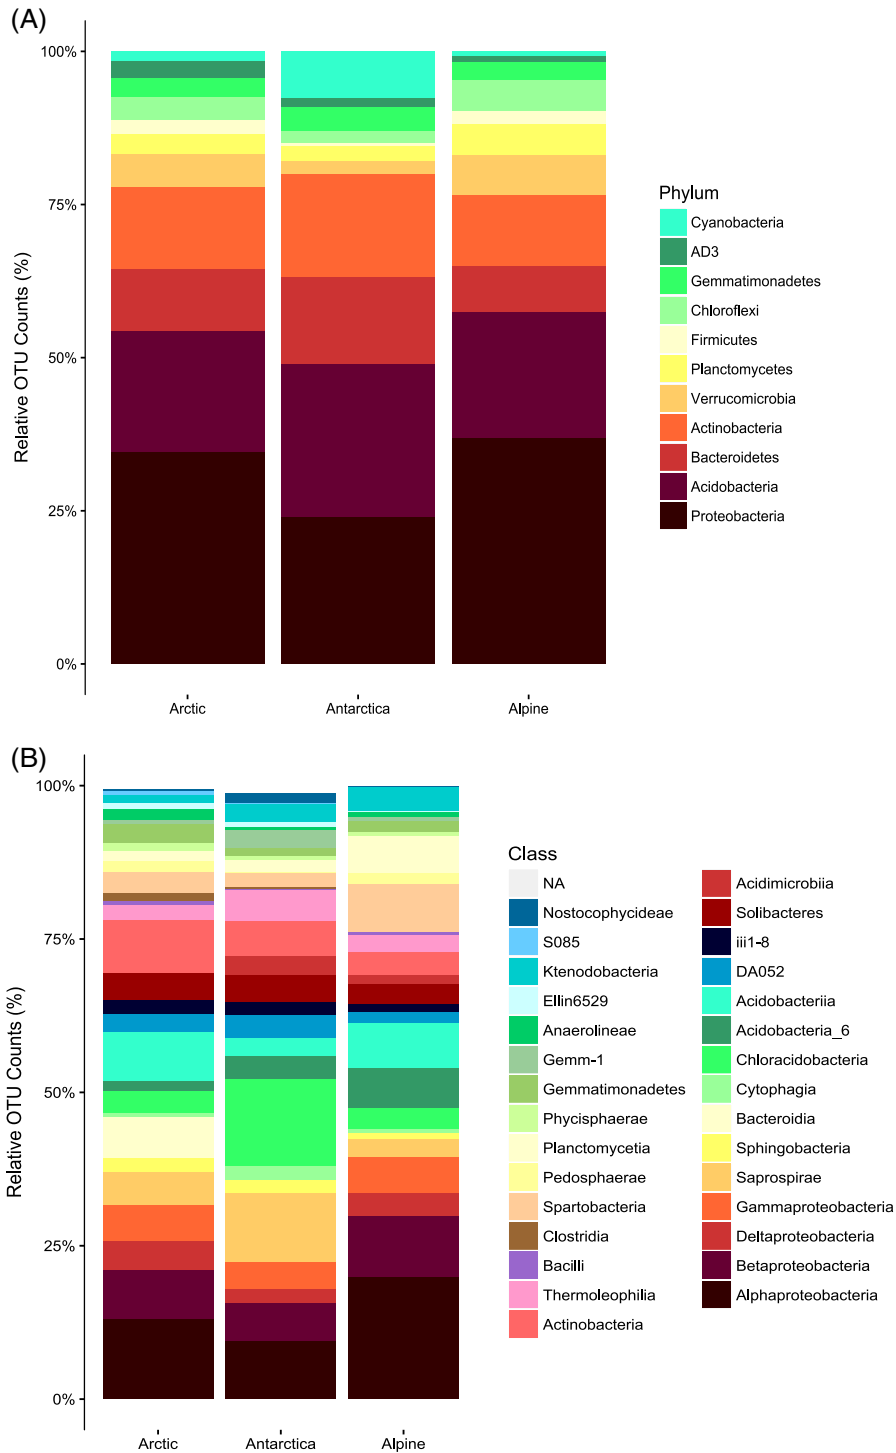 (A)
100%
75%
50%
25%
0%
Relative OTU Counts (%)
Arctic
Antarctica
Alpine
Phylum
Cyanobacteria
AD3
Gemmatimonadetes
Chloroflexi
Firmicutes
Planctomycetes
Verrucomicrobia
Actinobacteria
Bacteroidetes
Acidobacteria
Proteobacteria
(B)
100%
75%
50%
25%
0%
Relative OTU Counts (%)
Arctic
Antarctica
Alpine
Class
NA
Nostocophycideae
S085
Ktenodobacteria
Ellin6529
Anaerolineae
Gemm-1
Gemmatimonadetes
Phycisphaerae
Planctomycetia
Pedosphaerae
Spartobacteria
Clostridia
Bacilli
Thermoleophilia
Actinobacteria
Acidimicrobiia
Solibacteres
iii1-8
DA052
Acidobacteriia
Acidobacteria_6
Chloracidobacteria
Cytophagia
Bacteroidia
Sphingobacteria
Saprospirae
Gammaproteobacteria
Deltaproteobacteria
Betaproteobacteria
Alphaproteobacteria